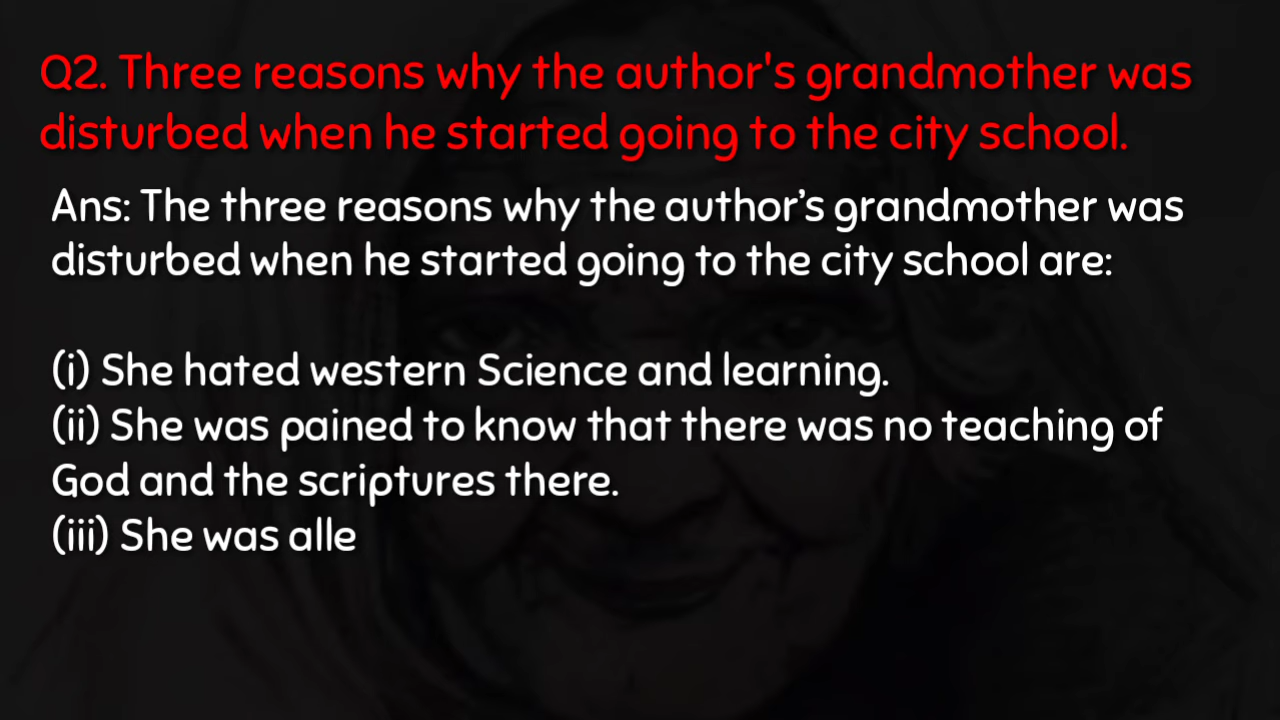 Q2. Three reasons why the author's grandmother was
disturbed when he started going to the city school.
Ans: The three reasons why the author’s grandmother was
disturbed when he started going to the city school are:
(i) She hated western Science and learning.
(ii) She was pained to know that there was no teaching of
God and the scriptures there.
(iii) She was alle